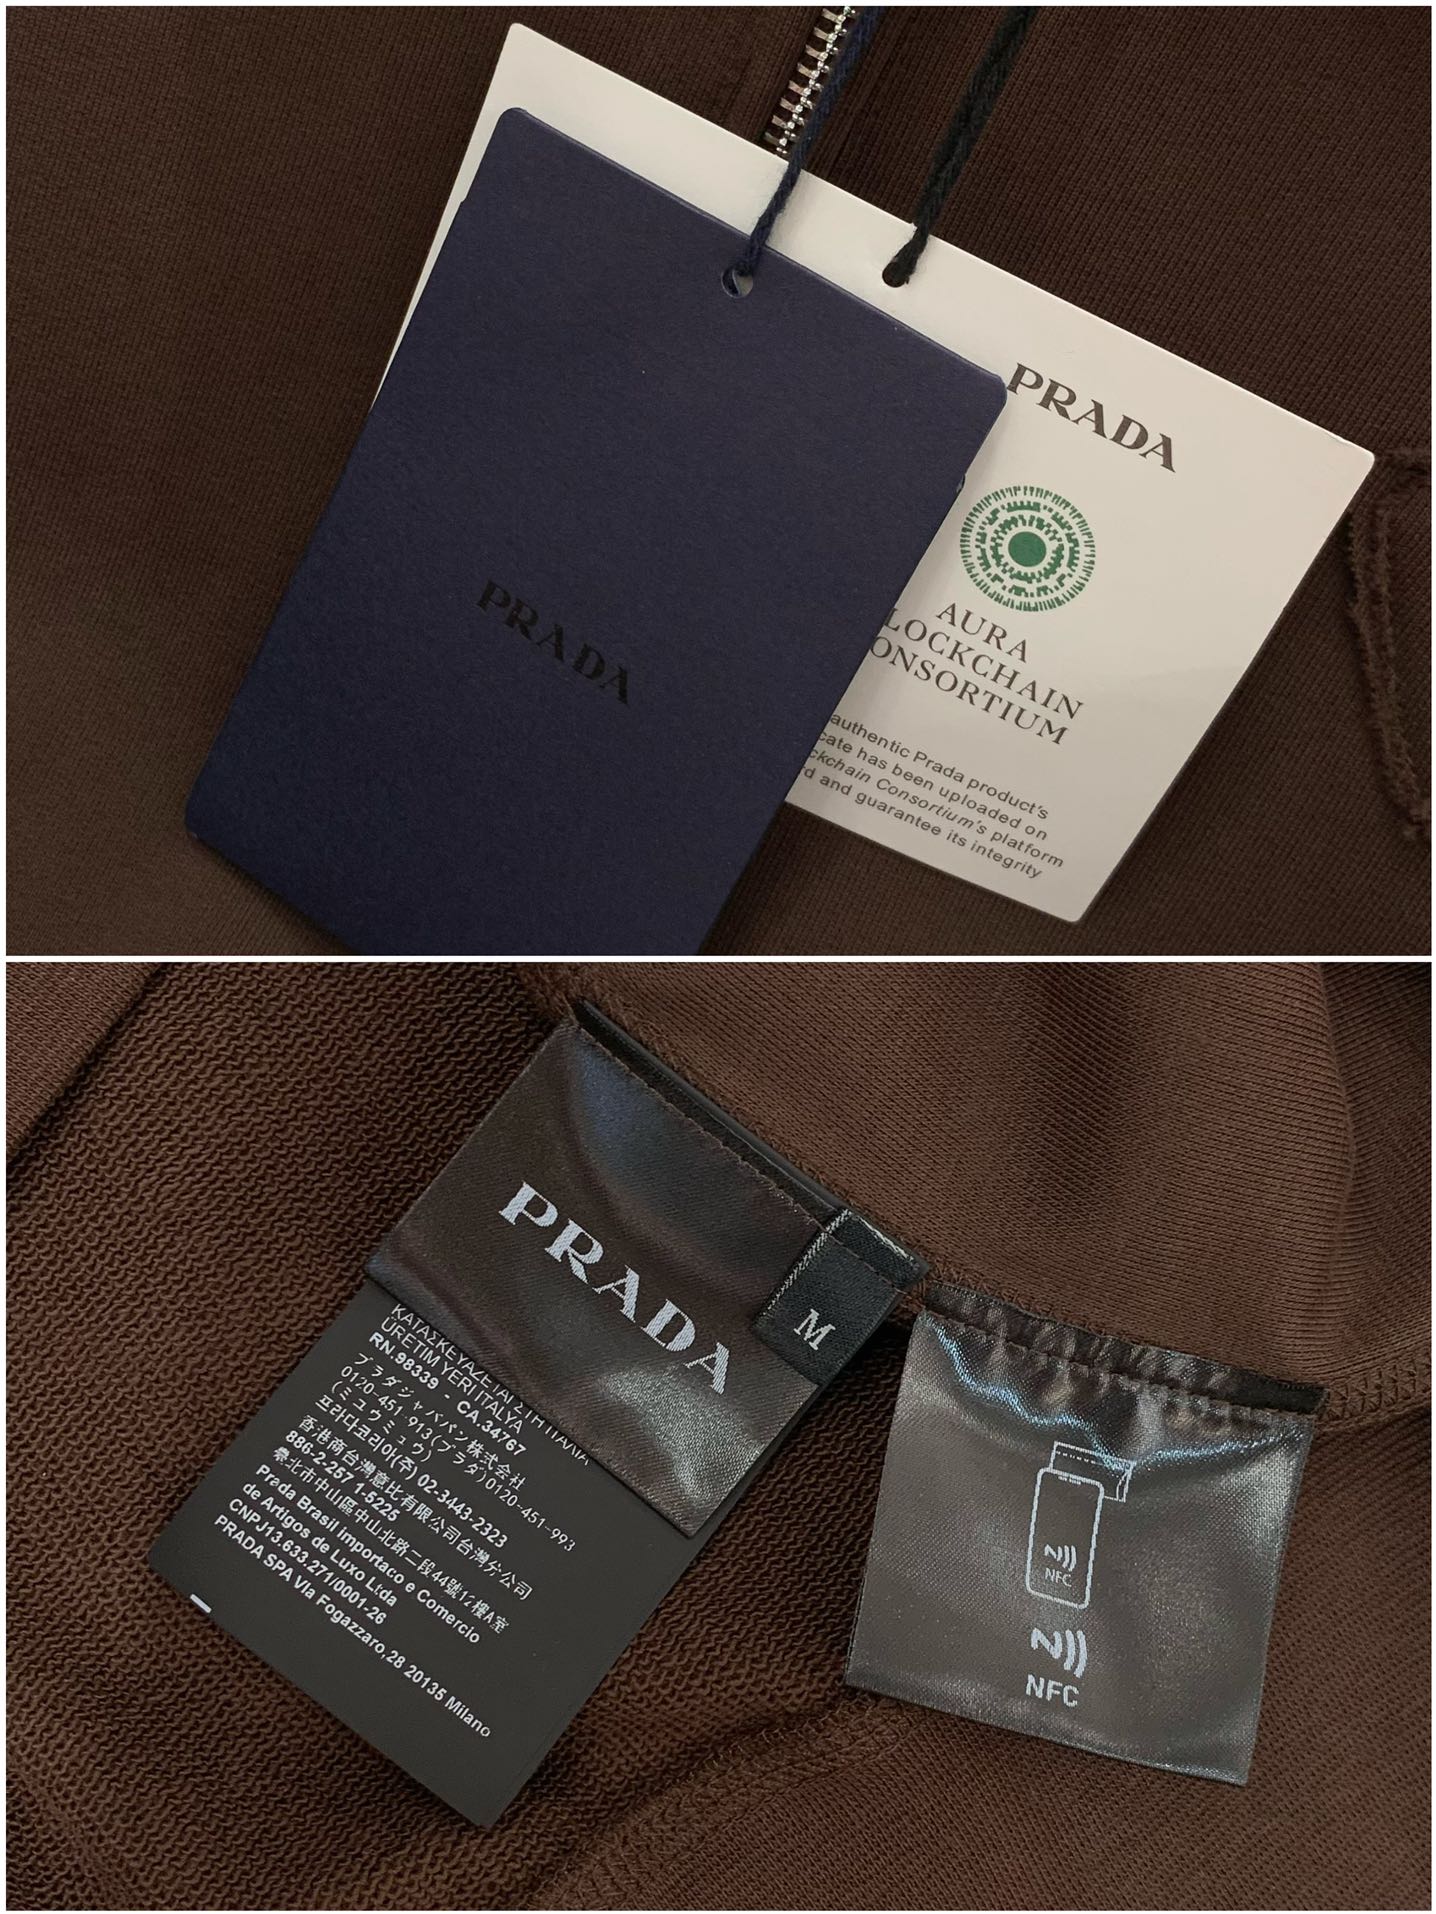 PRADA
PRADA
AURA
LOCKCHAIN
ONSORTIUM
authentic Prada product's
cate has been uploaded on
ckchain Consortium's platform
d and guarantee its integrity
PRADA
M
ΚΑΤΑΣΚΕΥΑΖΕΤΑΙ ΣΤΗ ΙΤΑΛΙΑ
ÜRETIM YERI ITALYA
RN.98339 - CA.34767
プラダジャパン株式会社
0120-451-913(プラダ)0120-451-993
(ミュウミュウ)
프라다코리아(주) 02-3443-2323
香港商台灣意比有限公司台灣分公司
886-2-2571-5225
臺北市中山區中山北路二段44號12樓A室
Prada Brasil importaco e Comercio
de Artigos de Luxo Ltda
CNPJ13.633.271/0001-26
PRADA SPA VIa Fogazzaro,28 20135 Milano
NFC
NFC